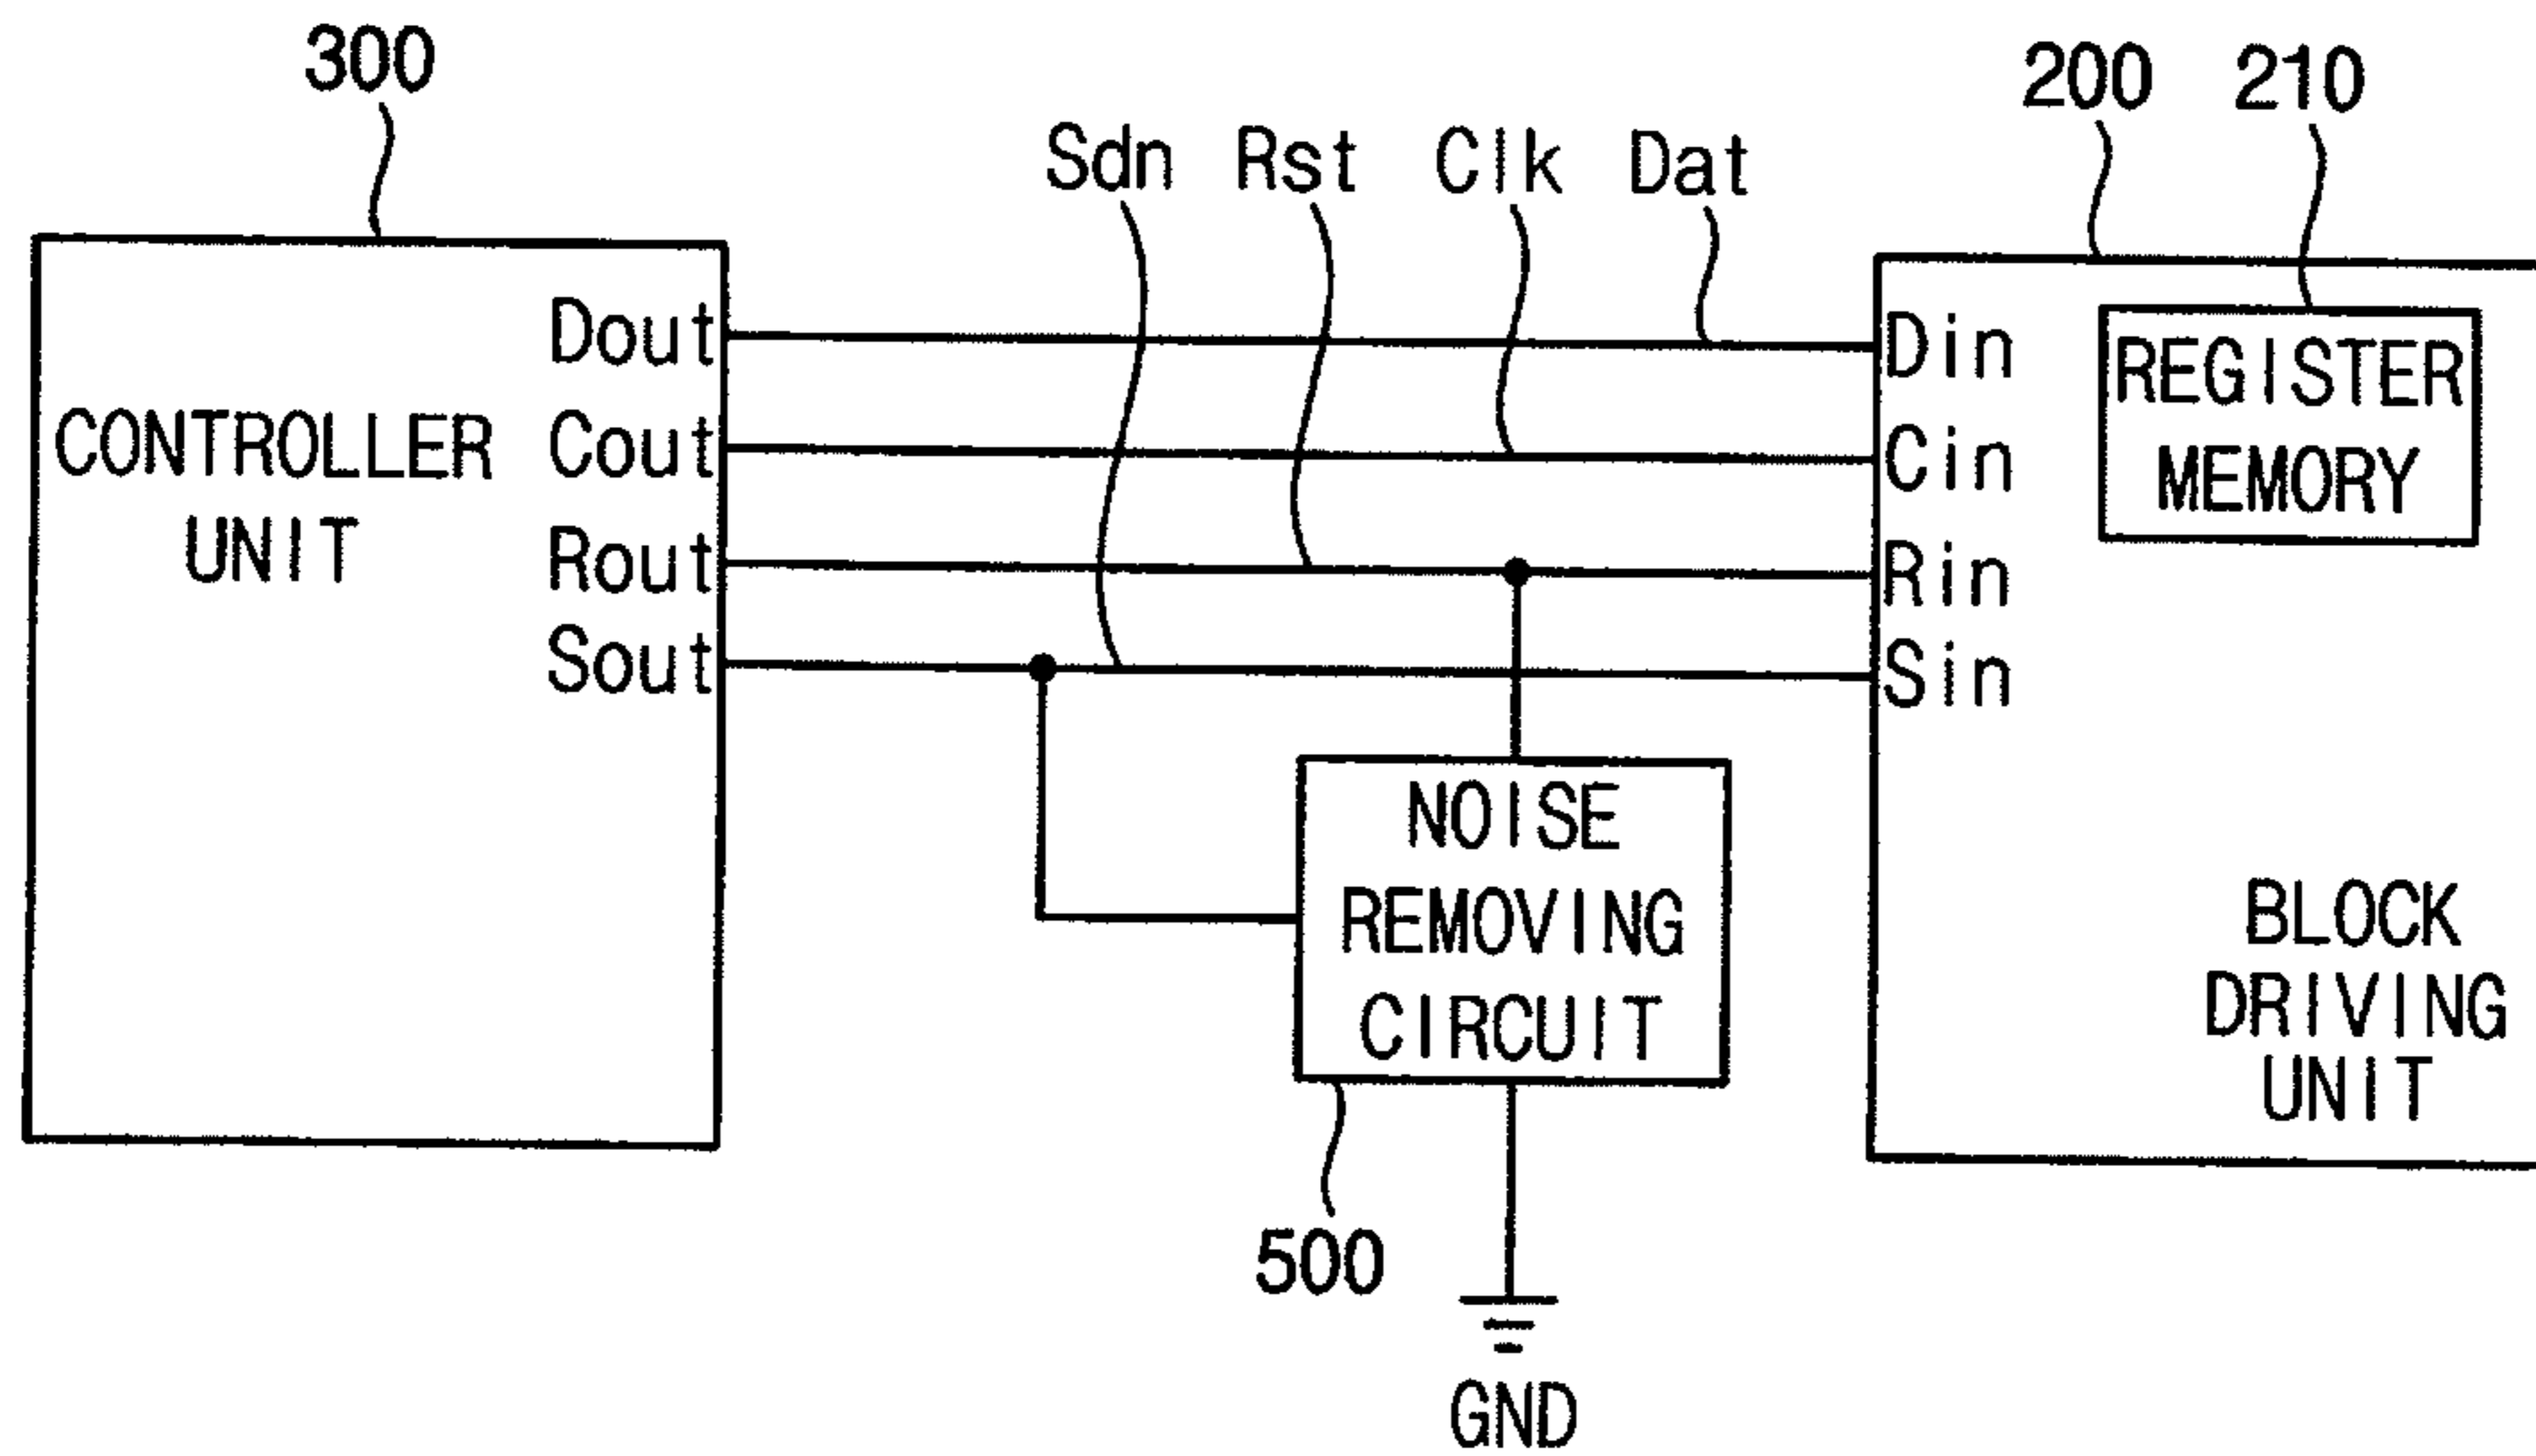 300
200 210
Sdn Rst Clk Dat
Dout
Cout
Rout
Sout
CONTROLLER
UNIT
Din
Cin
Rin
Sin
REGISTER
MEMORY
NOISE
REMOVING
CIRCUIT
BLOCK
DRIVING
UNIT
500
GND